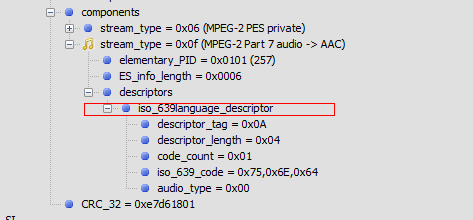 components
stream_type = 0x06 (MPEG-2 PES private)
stream_type = 0x0f (MPEG-2 Part 7 audio -> AAC)
elementary_PID = 0x0101 (257)
ES_info_length = 0x0006
descriptors
iso_639language_descriptor
descriptor_tag = 0x0A
descriptor_length = 0x04
code_count = 0x01
iso_639_code = 0x75,0x6E,0x64
audio_type = 0x00
CRC_32 = 0xe7d61801